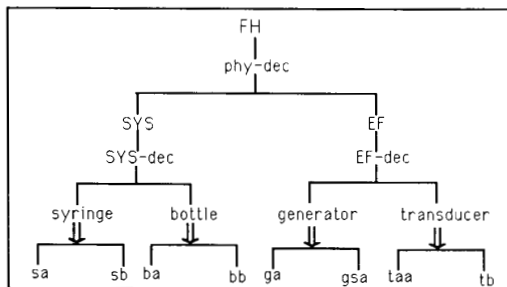 FH
phy-dec
SYS EF
SYS-dec EF-dec
syringe bottle generator transducer
sa sb ba bb ga gsa taa tb